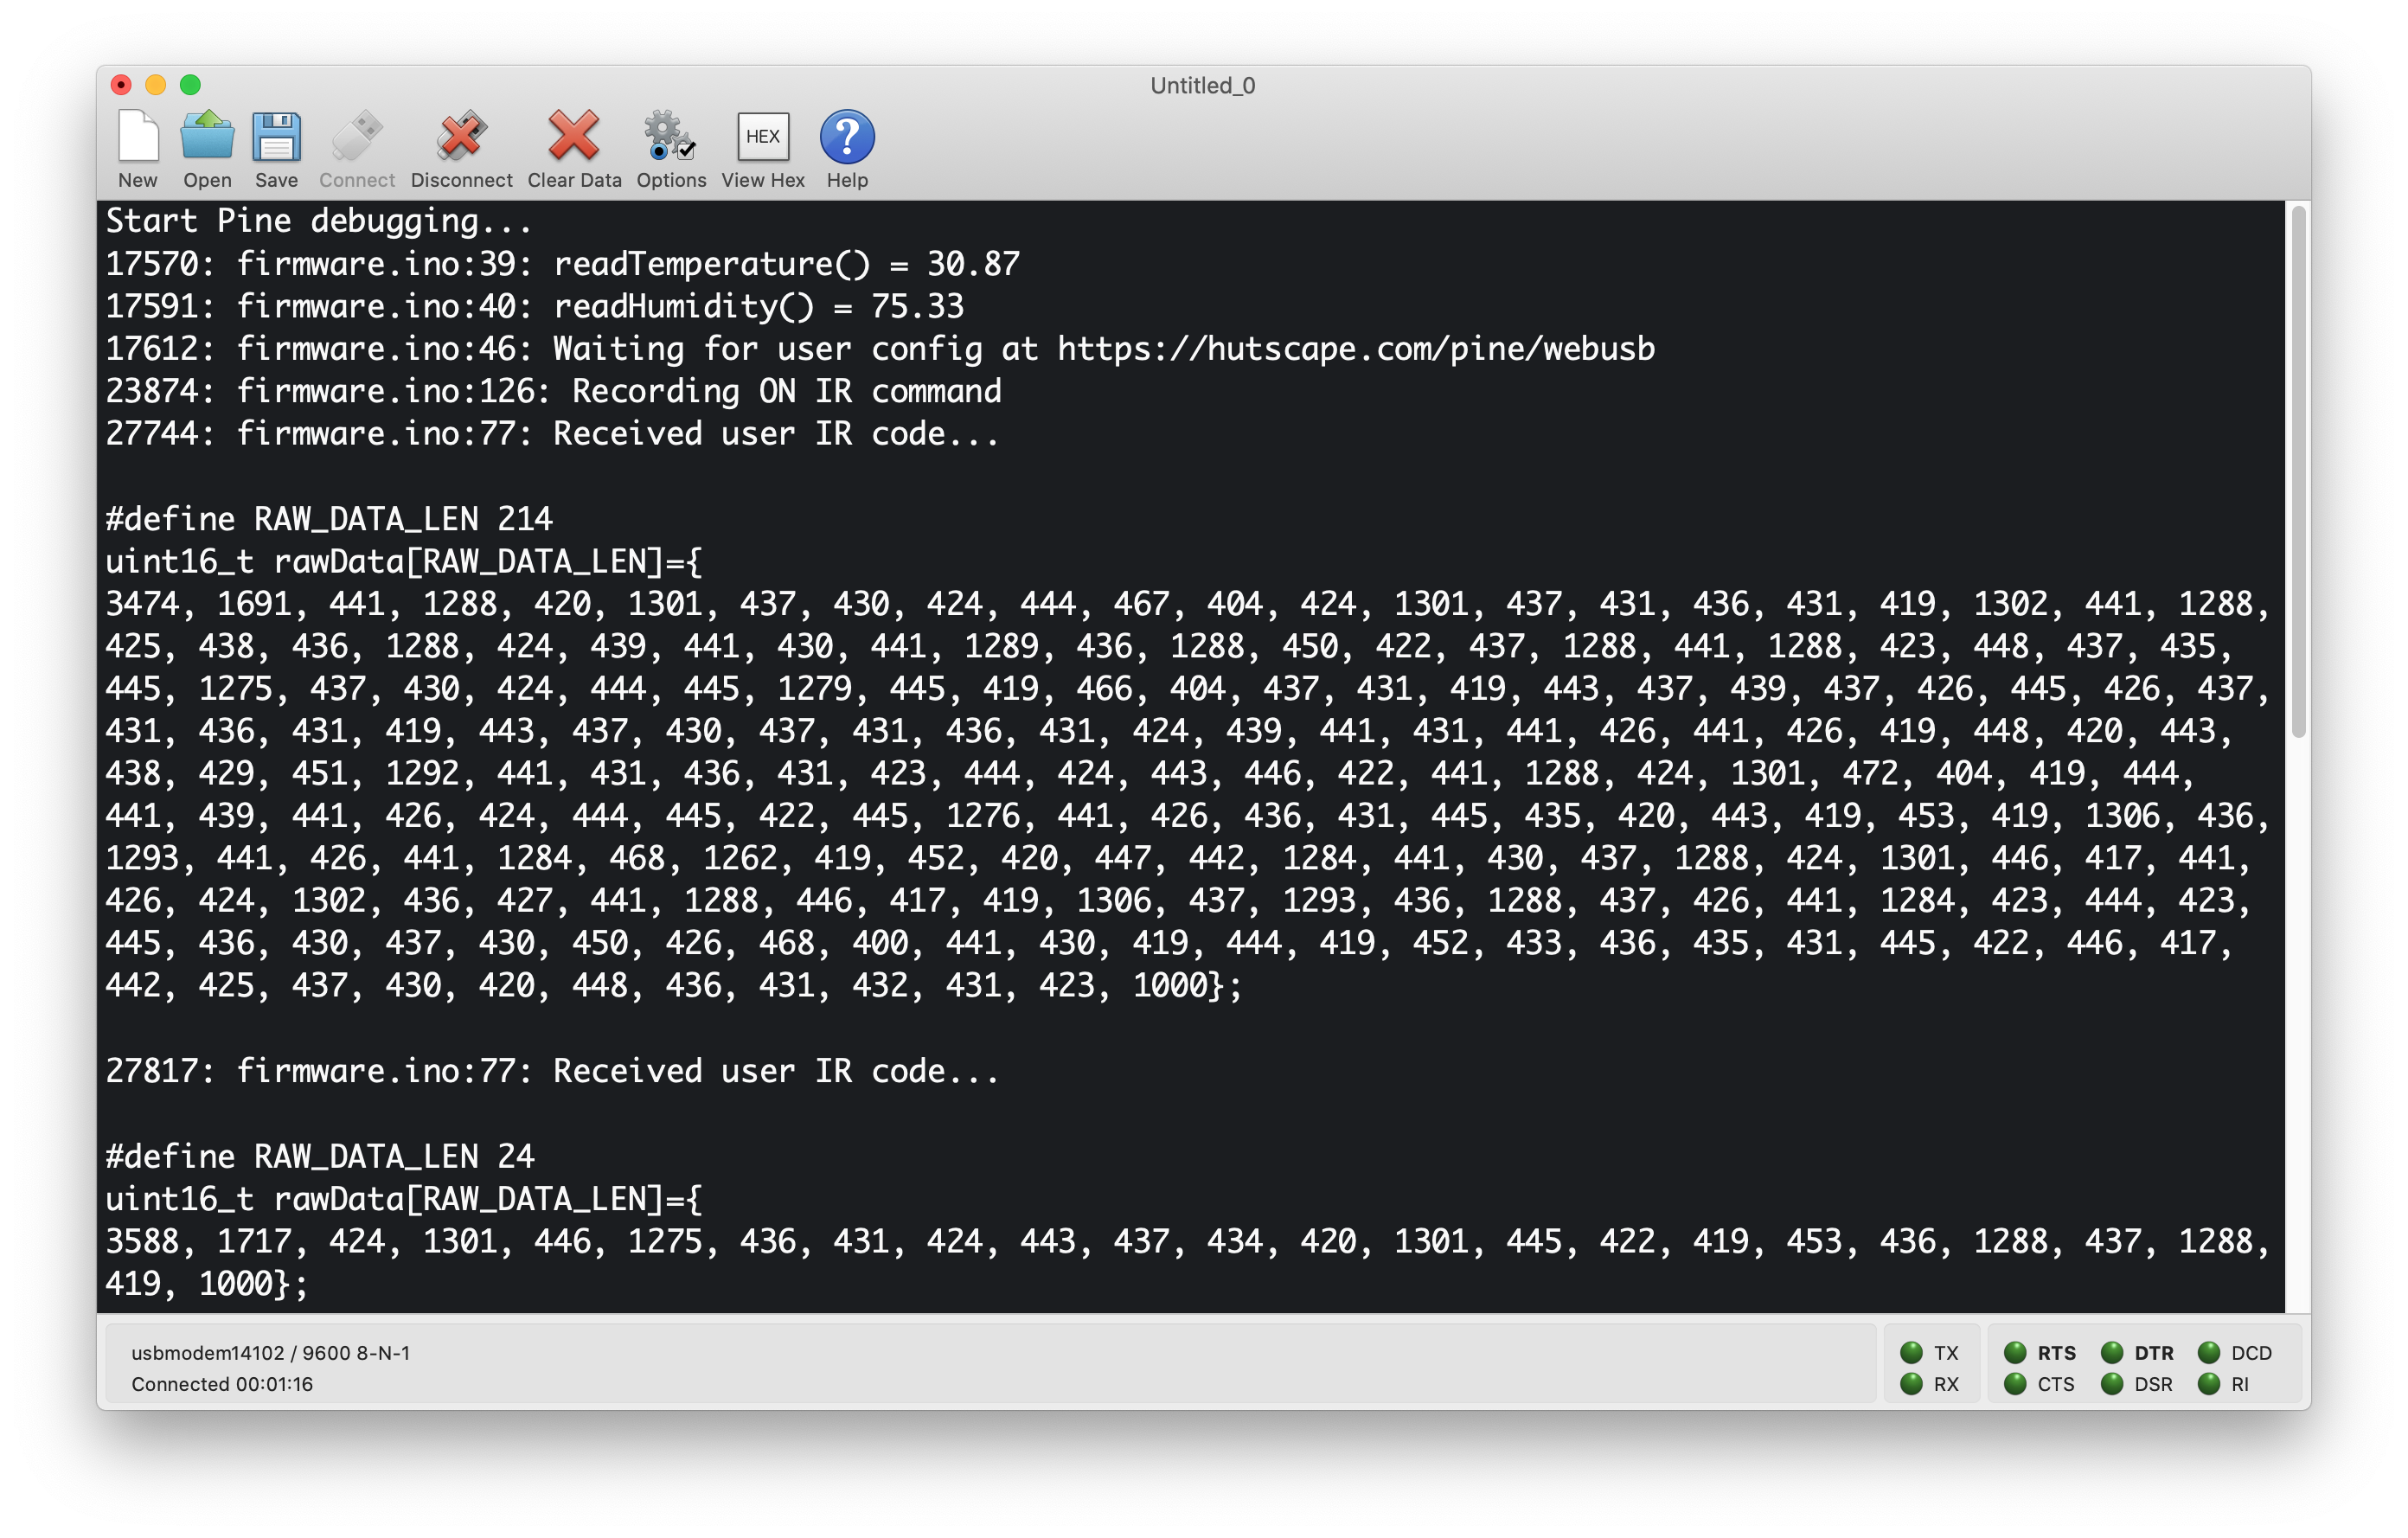 Untitled_0
New Open Save Connect Disconnect Clear Data Options HEX View Hex ? Help
Start Pine debugging...
17570: firmware.ino:39: readTemperature() = 30.87
17591: firmware.ino:40: readHumidity() = 75.33
17612: firmware.ino:46: Waiting for user config at https://hutscape.com/pine/webusb
23874: firmware.ino:126: Recording ON IR command
27744: firmware.ino:77: Received user IR code...
#define RAW_DATA_LEN 214
uint16_t rawData[RAW_DATA_LEN]={
3474, 1691, 441, 1288, 420, 1301, 437, 430, 424, 444, 467, 404, 424, 1301, 437, 431, 436, 431, 419, 1302, 441, 1288,
425, 438, 436, 1288, 424, 439, 441, 430, 441, 1289, 436, 1288, 450, 422, 437, 1288, 441, 1288, 423, 448, 437, 435,
445, 1275, 437, 430, 424, 444, 445, 1279, 445, 419, 466, 404, 437, 431, 419, 443, 437, 439, 437, 426, 445, 426, 437,
431, 436, 431, 419, 443, 437, 430, 437, 431, 436, 431, 424, 439, 441, 431, 441, 426, 441, 426, 419, 448, 420, 443,
438, 429, 451, 1292, 441, 431, 436, 431, 423, 444, 424, 443, 446, 422, 441, 1288, 424, 1301, 472, 404, 419, 444,
441, 439, 441, 426, 424, 444, 445, 422, 445, 1276, 441, 426, 436, 431, 445, 435, 420, 443, 419, 453, 419, 1306, 436,
1293, 441, 426, 441, 1284, 468, 1262, 419, 452, 420, 447, 442, 1284, 441, 430, 437, 1288, 424, 1301, 446, 417, 441,
426, 424, 1302, 436, 427, 441, 1288, 446, 417, 419, 1306, 437, 1293, 436, 1288, 437, 426, 441, 1284, 423, 444, 423,
445, 436, 430, 437, 430, 450, 426, 468, 400, 441, 430, 419, 444, 419, 452, 433, 436, 435, 431, 445, 422, 446, 417,
442, 425, 437, 430, 420, 448, 436, 431, 432, 431, 423, 1000};
27817: firmware.ino:77: Received user IR code...
#define RAW_DATA_LEN 24
uint16_t rawData[RAW_DATA_LEN]={
3588, 1717, 424, 1301, 446, 1275, 436, 431, 424, 443, 437, 434, 420, 1301, 445, 422, 419, 453, 436, 1288, 437, 1288,
419, 1000};
usbmodem14102 / 9600 8-N-1 TX RTS DTR DCD
Connected 00:01:16 RX CTS DSR RI